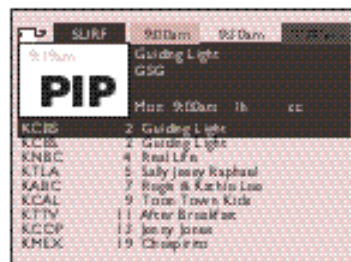 SURF 9:00am 9:30am
9:19am Guiding Light
GSG
PIP
Mon 9:00am 1h cc
KCBS 2 Guiding Light
KCBS 2 Guiding Light
KNBC 4 Real Life
KTLA 5 Sally Jessy Raphael
KABC 7 Regis & Kathie Lee
KCAL 9 Toon Town Kids
KTTV 11 After Breakfast
KCOP 13 Jenny Jones
KMEX 19 Chespirito